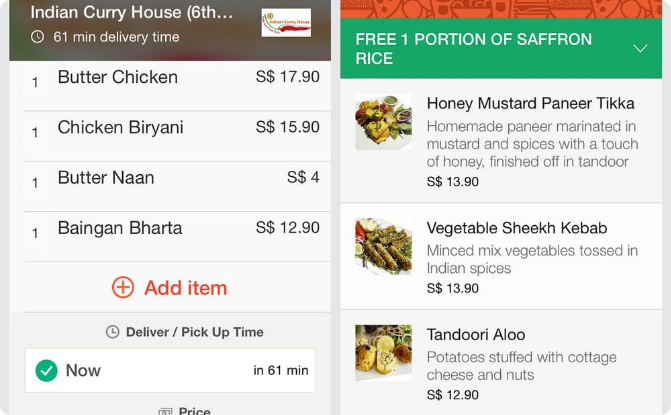 Indian Curry House (6th...
Indian Curry House
61 min delivery time
1 Butter Chicken S$ 17.90
1 Chicken Biryani S$ 15.90
1 Butter Naan S$ 4
1 Baingan Bharta S$ 12.90
Add item
Deliver / Pick Up Time
Now in 61 min
Price
FREE 1 PORTION OF SAFFRON
RICE
Honey Mustard Paneer Tikka
Homemade paneer marinated in
mustard and spices with a touch
of honey, finished off in tandoor
S$ 13.90
Vegetable Sheekh Kebab
Minced mix vegetables tossed in
Indian spices
S$ 13.90
Tandoori Aloo
Potatoes stuffed with cottage
cheese and nuts
S$ 12.90